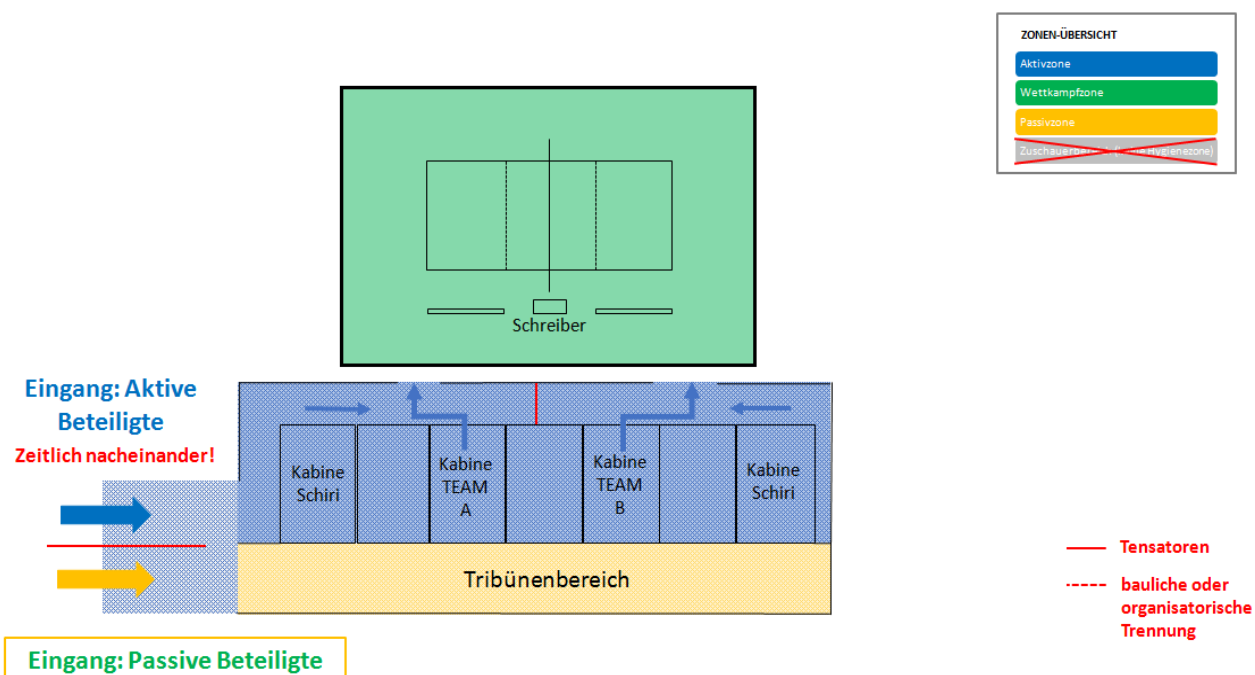 ZONEN-ÜBERSICHT
Aktivzone
Wettkampfzone
Passivzone
Hygienezone)
Schreiber
Eingang: Aktive
Beteiligte
Zeitlich nacheinander!
Kabine
Schiri
Kabine
TEAM
A
Kabine
TEAM
B
Kabine
Schiri
Tribünenbereich
Eingang: Passive Beteiligte
Tensatoren
bauliche oder
organisatorische
Trennung